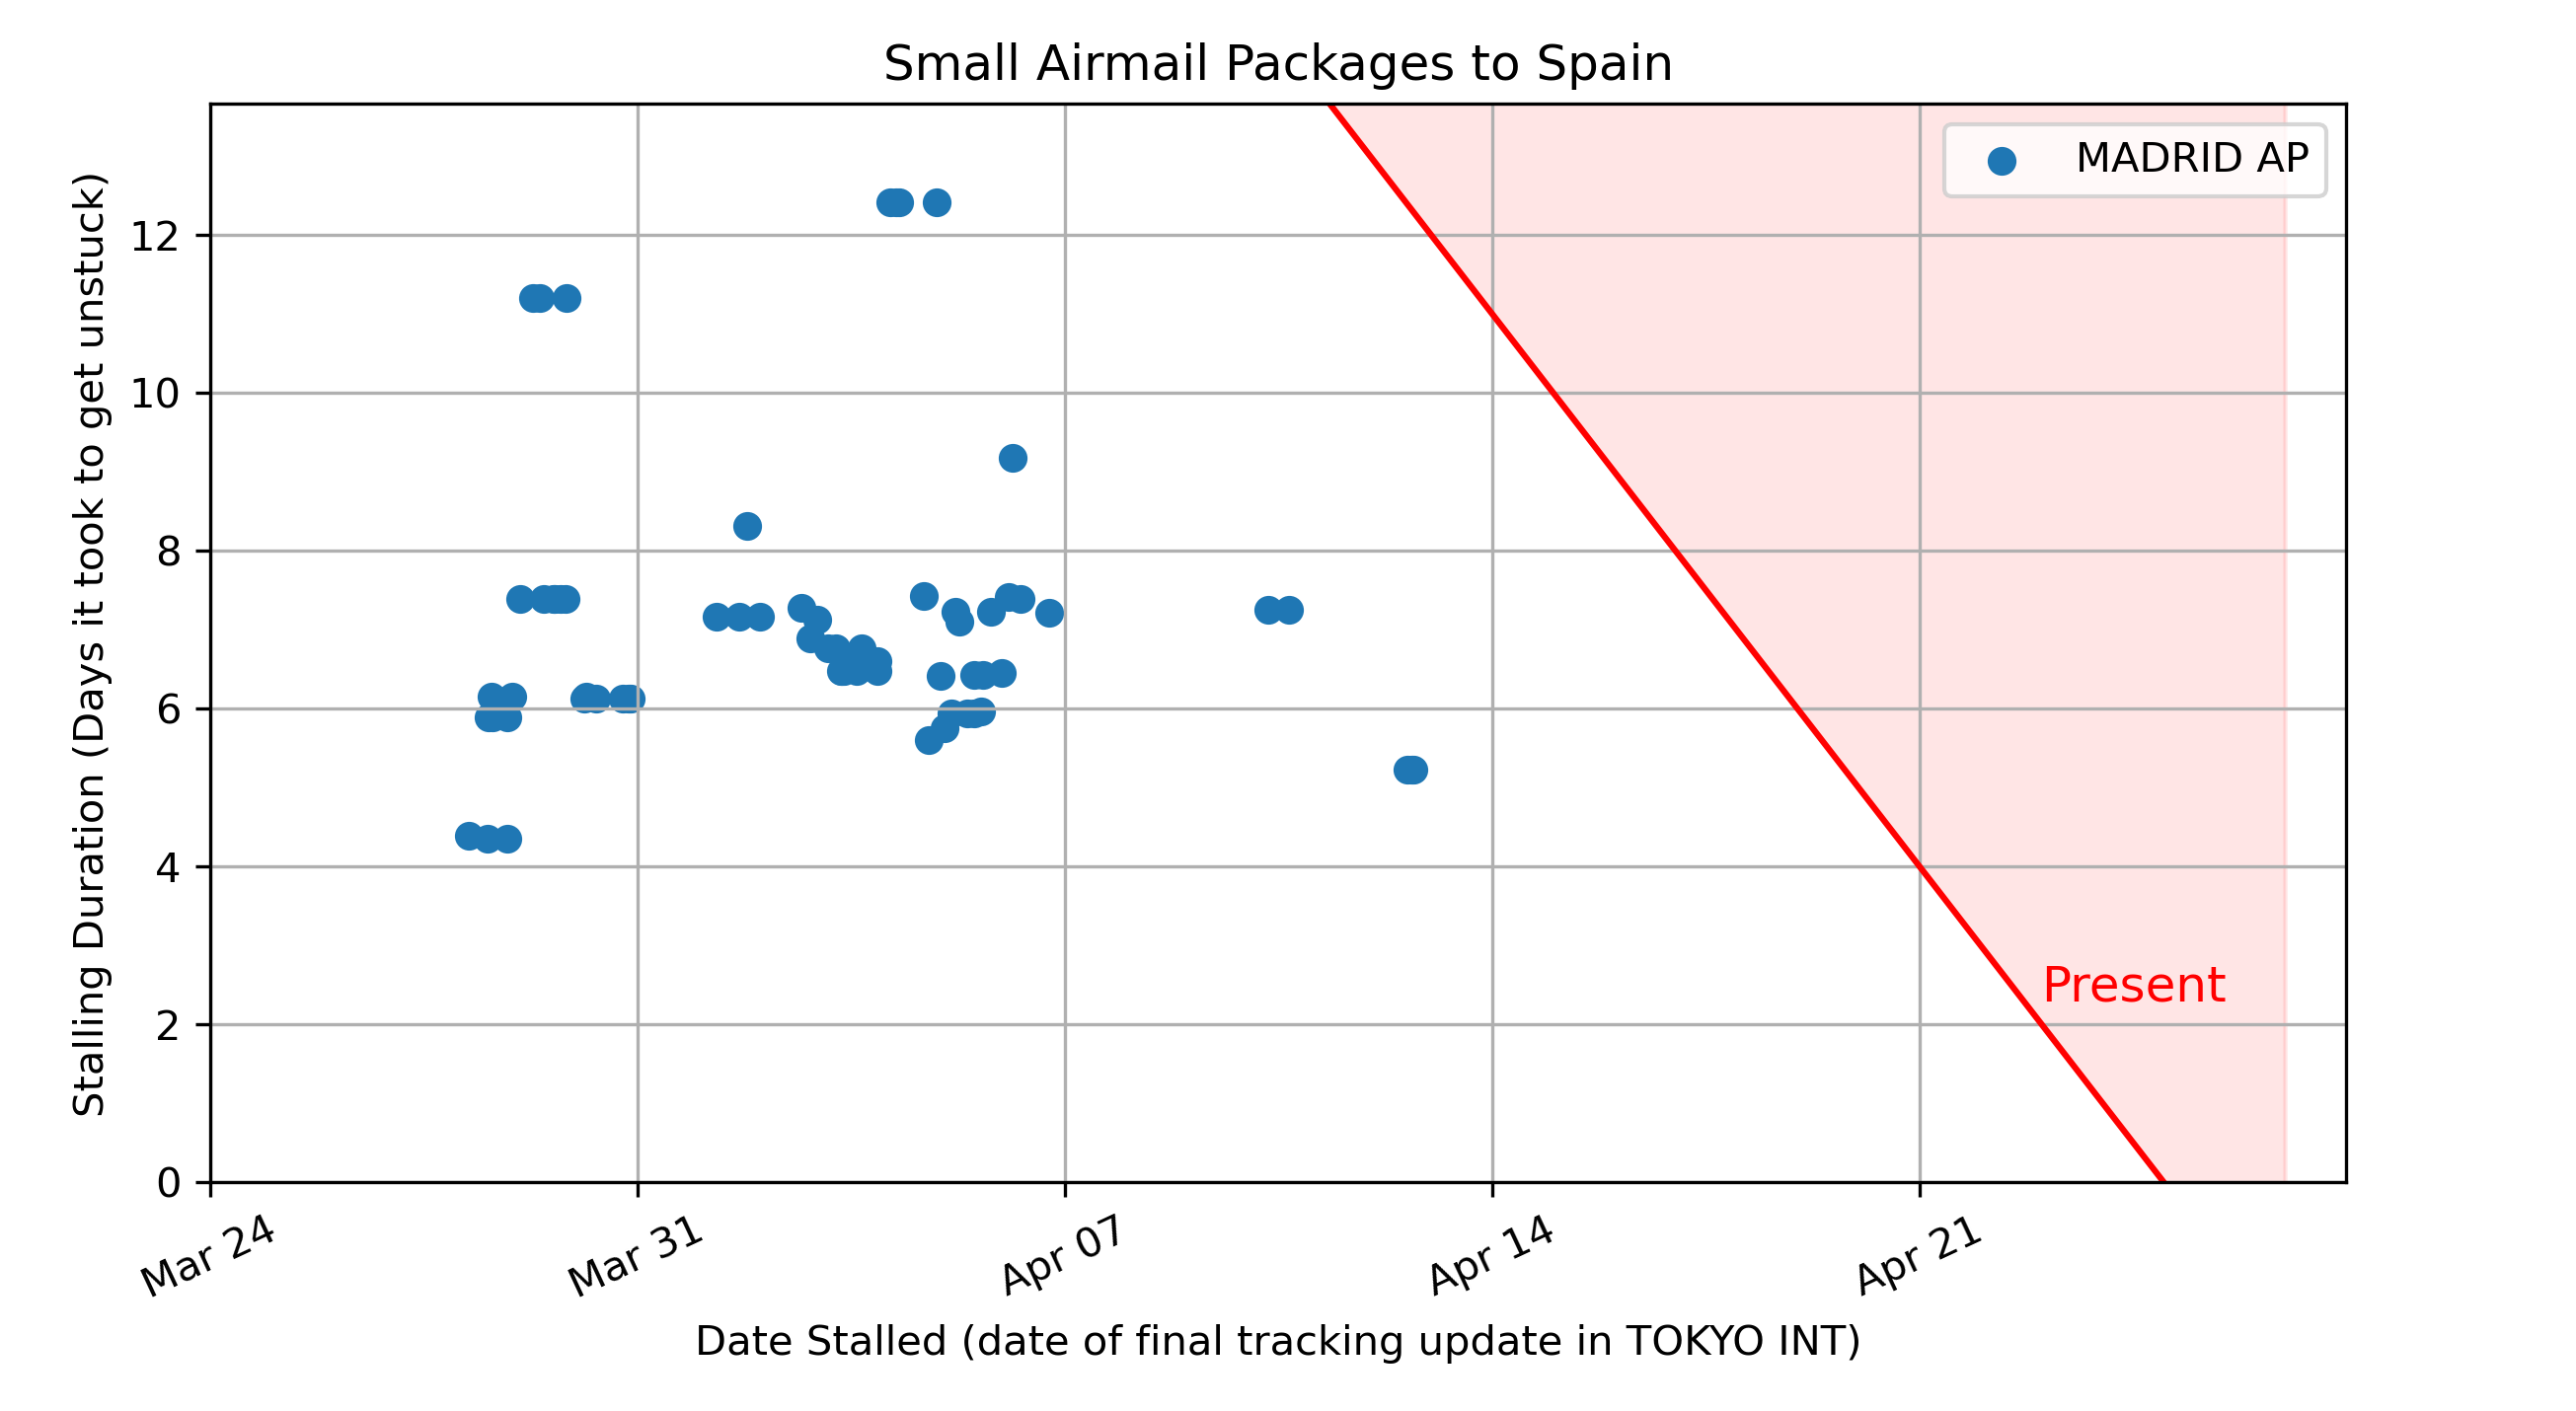 Small Airmail Packages to Spain
MADRID AP
Stalling Duration (Days it took to get unstuck)
12
10
8
6
4
2
0
Present
Mar 24
Mar 31
Apr 07
Apr 14
Apr 21
Date Stalled (date of final tracking update in TOKYO INT)